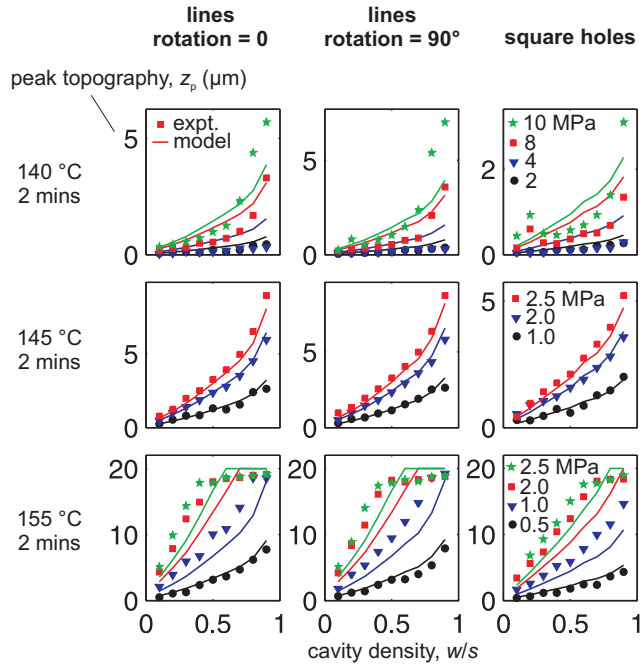 lines
rotation = 0
lines
rotation = 90°
square holes
peak topography, zp (μm)
140 °C
2 mins
5
0
expt.
model
5
0
2
0
10 MPa
8
4
2
145 °C
2 mins
5
0
5
0
5
0
2.5 MPa
2.0
1.0
155 °C
2 mins
20
10
0
20
10
0
20
10
0
2.5 MPa
2.0
1.0
0.5
0 0.5 1
0 0.5 1
0 0.5 1
cavity density, w/s